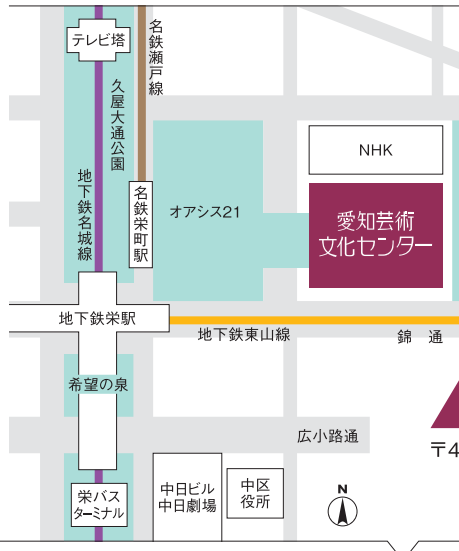 テレビ塔
名鉄瀬戸線
久屋大通公園
地下鉄名城線
名鉄栄町駅
オアシス21
NHK
愛知芸術
文化センター
地下鉄栄駅
地下鉄東山線
錦通
希望の泉
広小路通
〒4
栄バス
ターミナル
中日ビル
中日劇場
中区
役所
N